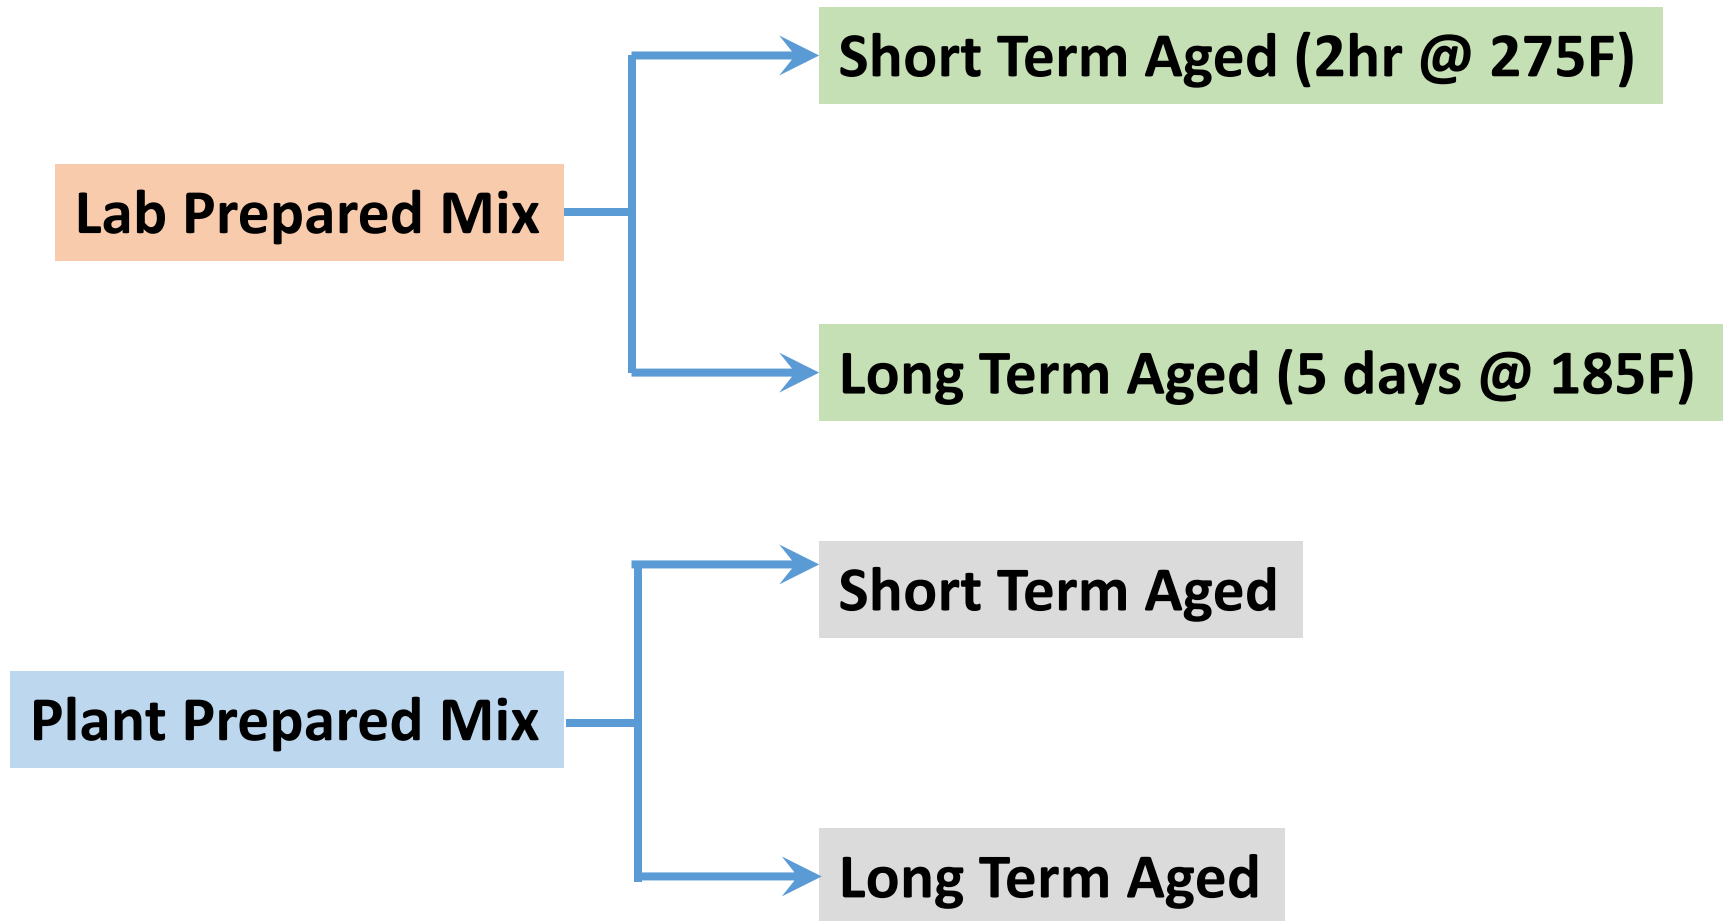 Short Term Aged (2hr @ 275F)
Lab Prepared Mix
Long Term Aged (5 days @ 185F)
Short Term Aged
Plant Prepared Mix
Long Term Aged